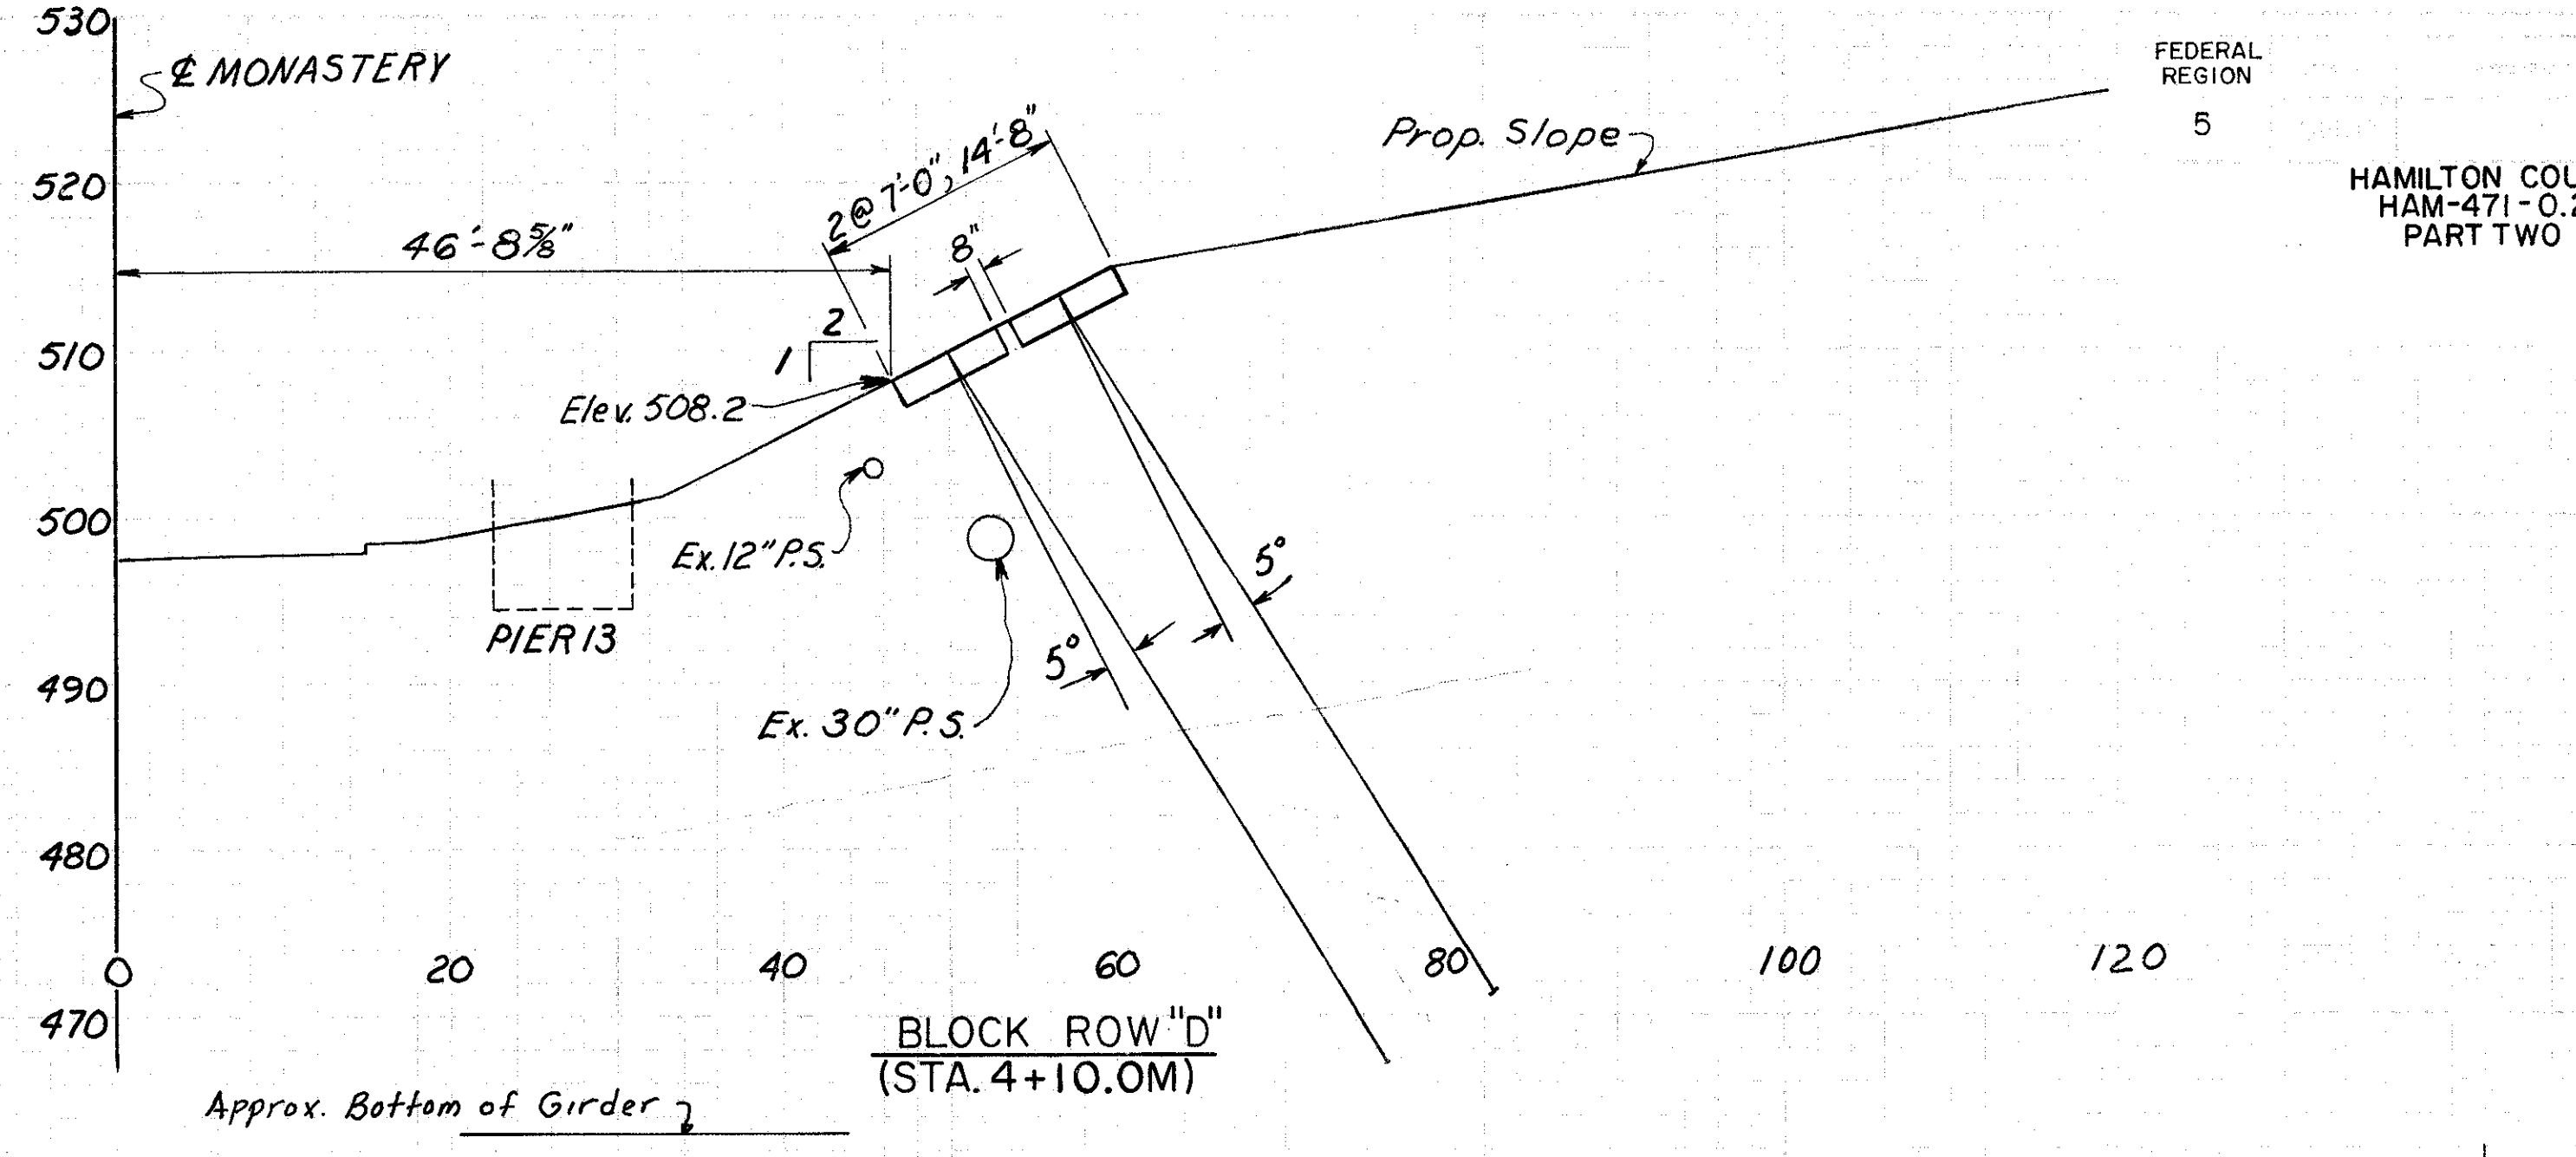 530
℄ MONASTERY
FEDERAL
REGION
5
2@7'-0", 14'-8"
Prop. Slope
520
HAMILTON COU
HAM-471-0.2
PART TWO
46'-8⅝"
8"
2
1
510
Elev. 508.2
500
Ex. 12" P.S.
5°
PIER 13
5°
490
Ex. 30" P.S.
480
0 20 40 60 80 100 120
470
BLOCK ROW "D"
(STA. 4+10.0M)
Approx. Bottom of Girder